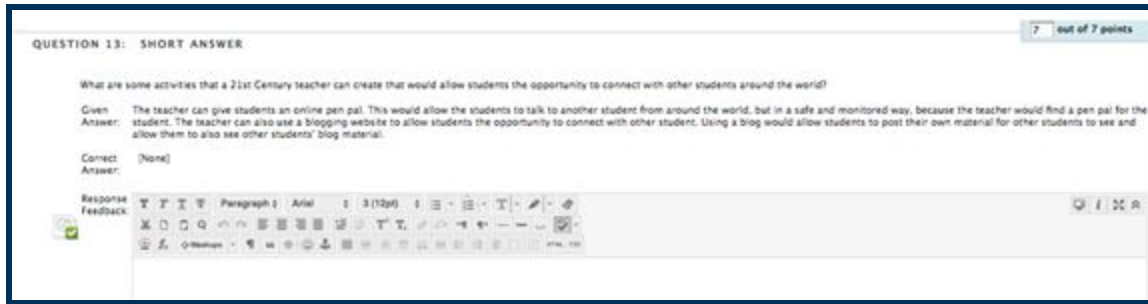 7 out of 7 points
QUESTION 13: SHORT ANSWER
What are some activities that a 21st Century teacher can create that would allow students the opportunity to connect with other students around the world?
Given Answer:
The teacher can give students an online pen pal. This would allow the students to talk to another student from around the world, but in a safe and monitored way, because the teacher would find a pen pal for the
student. The teacher can also use a blogging website to allow students the opportunity to connect with other student. Using a blog would allow students to post their own material for other students to see and
allow them to also see other students' blog material.
Correct Answer:
[None]
Response Feedback:
T T T T Paragraph Arial 3 (12pt) T
T T
fx Mashups HTML CSS